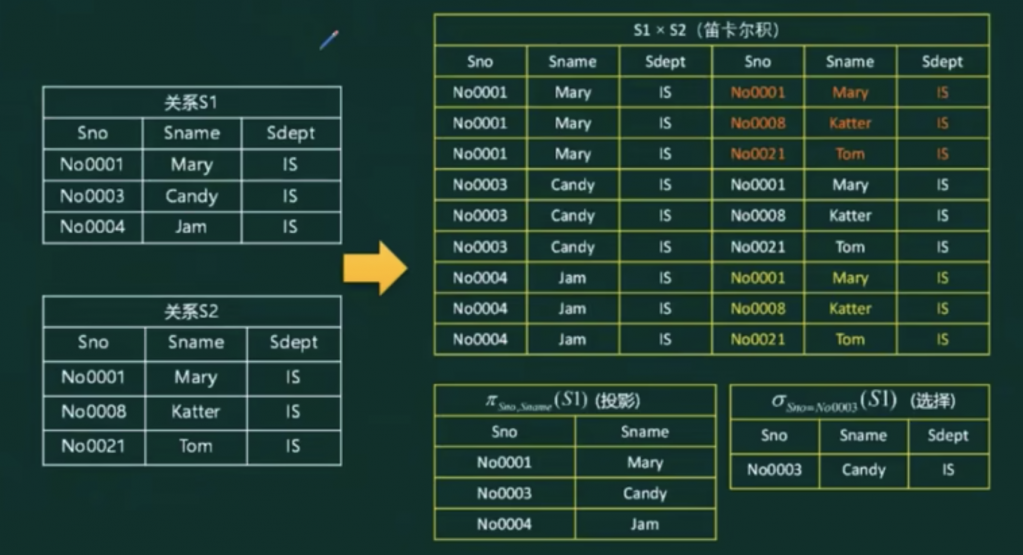 关系S1
Sno Sname Sdept
No0001 Mary IS
No0003 Candy IS
No0004 Jam IS
关系S2
Sno Sname Sdept
No0001 Mary IS
No0008 Katter IS
No0021 Tom IS
S1 × S2（笛卡尔积）
Sno Sname Sdept Sno Sname Sdept
No0001 Mary IS No0001 Mary IS
No0001 Mary IS No0008 Katter IS
No0001 Mary IS No0021 Tom IS
No0003 Candy IS No0001 Mary IS
No0003 Candy IS No0008 Katter IS
No0003 Candy IS No0021 Tom IS
No0004 Jam IS No0001 Mary IS
No0004 Jam IS No0008 Katter IS
No0004 Jam IS No0021 Tom IS
π Sno,Sname (S1) (投影)
Sno Sname
No0001 Mary
No0003 Candy
No0004 Jam
σ Sno=No0003 (S1) (选择)
Sno Sname Sdept
No0003 Candy IS